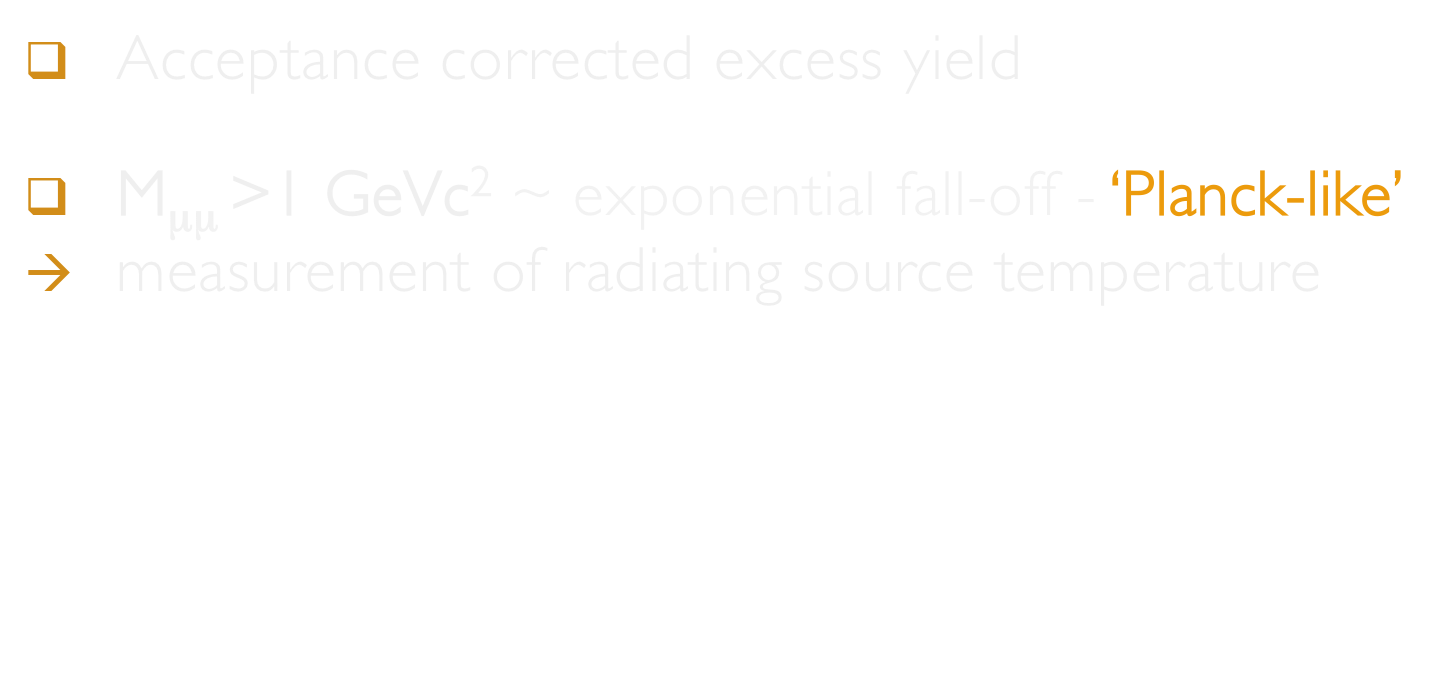 ❑ Acceptance corrected excess yield
❑ Mμμ >1 GeVc² ~ exponential fall-off - ‘Planck-like’
→ measurement of radiating source temperature